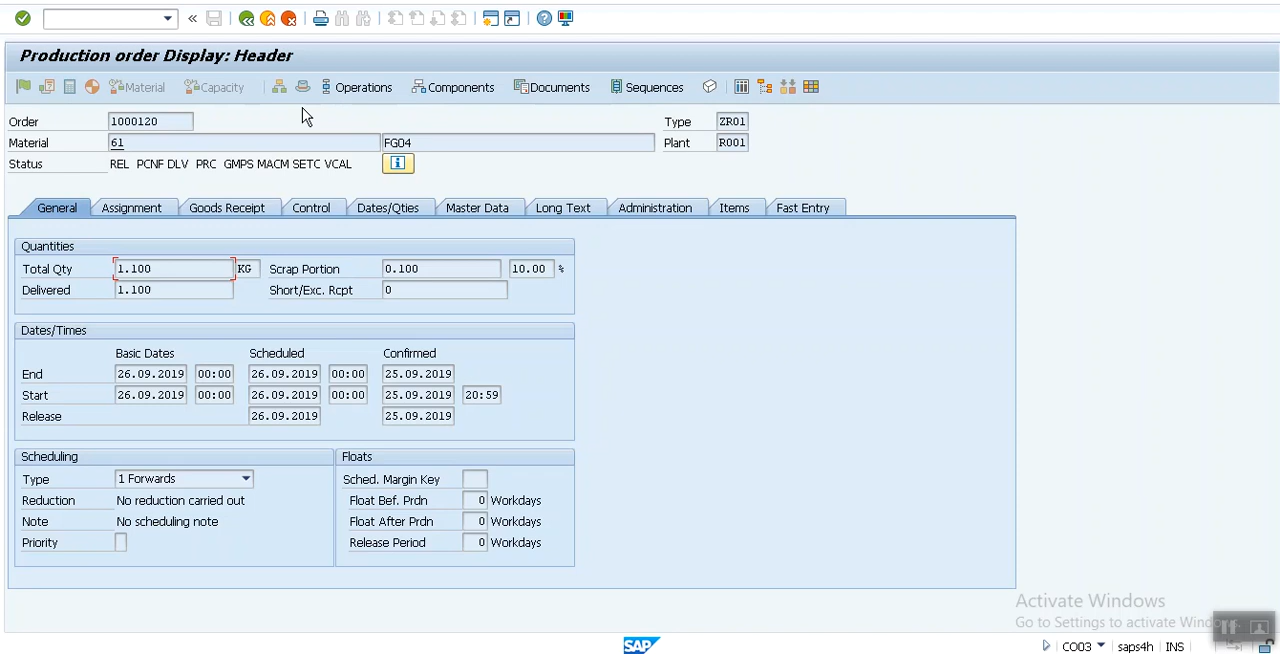 Production order Display: Header
Material Capacity Operations Components Documents Sequences
Order 1000120 Type ZR01
Material 61 FG04 Plant R001
Status REL PCNF DLV PRC GMPS MACM SETC VCAL
General Assignment Goods Receipt Control Dates/Qties Master Data Long Text Administration Items Fast Entry
Quantities
Total Qty 1.100 KG Scrap Portion 0.100 10.00 %
Delivered 1.100 Short/Exc. Rcpt 0
Dates/Times
Basic Dates Scheduled Confirmed
End 26.09.2019 00:00 26.09.2019 00:00 25.09.2019
Start 26.09.2019 00:00 26.09.2019 00:00 25.09.2019 20:59
Release 26.09.2019 25.09.2019
Scheduling Floats
Type 1 Forwards Sched. Margin Key
Reduction No reduction carried out Float Bef. Prdn 0 Workdays
Note No scheduling note Float After Prdn 0 Workdays
Priority Release Period 0 Workdays
Activate Windows
Go to Settings to activate Windows.
SAP CO03 saps4h INS